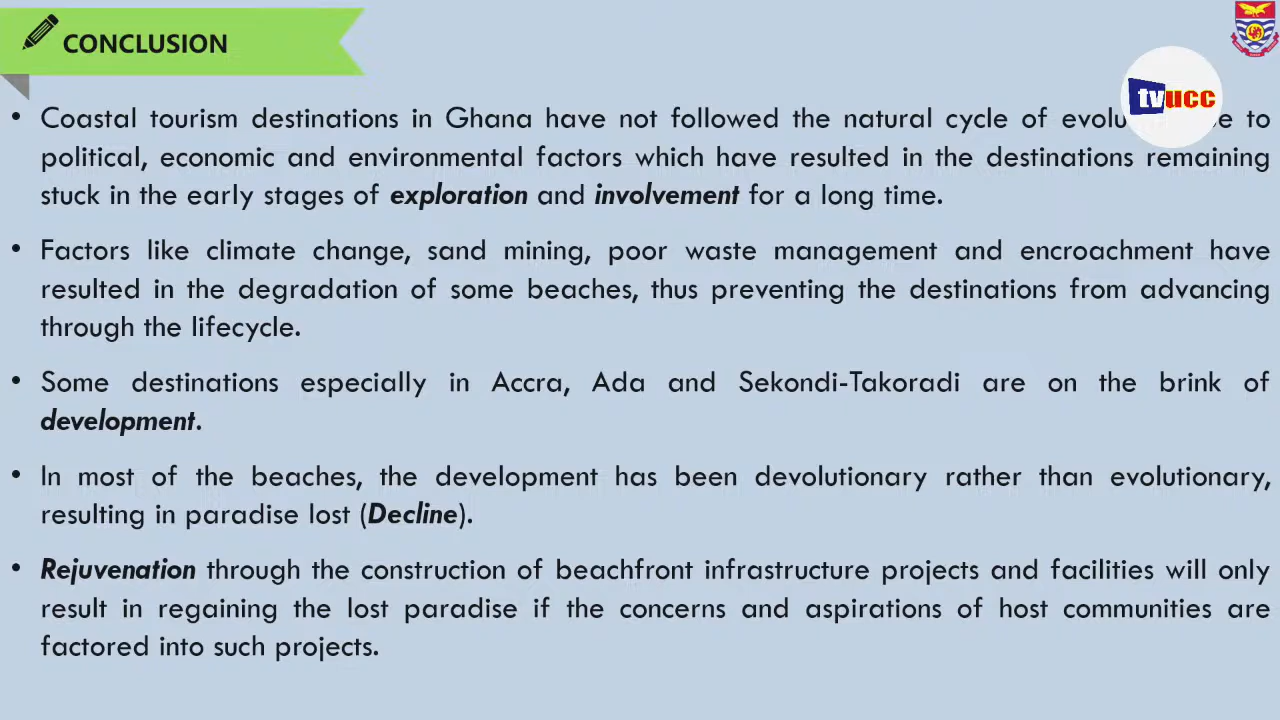 CONCLUSION
tvucc
• Coastal tourism destinations in Ghana have not followed the natural cycle of to
political, economic and environmental factors which have resulted in the destinations remaining
stuck in the early stages of exploration and involvement for a long time.
• Factors like climate change, sand mining, poor waste management and encroachment have
resulted in the degradation of some beaches, thus preventing the destinations from advancing
through the lifecycle.
• Some destinations especially in Accra, Ada and Sekondi-Takoradi are on the brink of
development.
• In most of the beaches, the development has been devolutionary rather than evolutionary,
resulting in paradise lost (Decline).
• Rejuvenation through the construction of beachfront infrastructure projects and facilities will only
result in regaining the lost paradise if the concerns and aspirations of host communities are
factored into such projects.